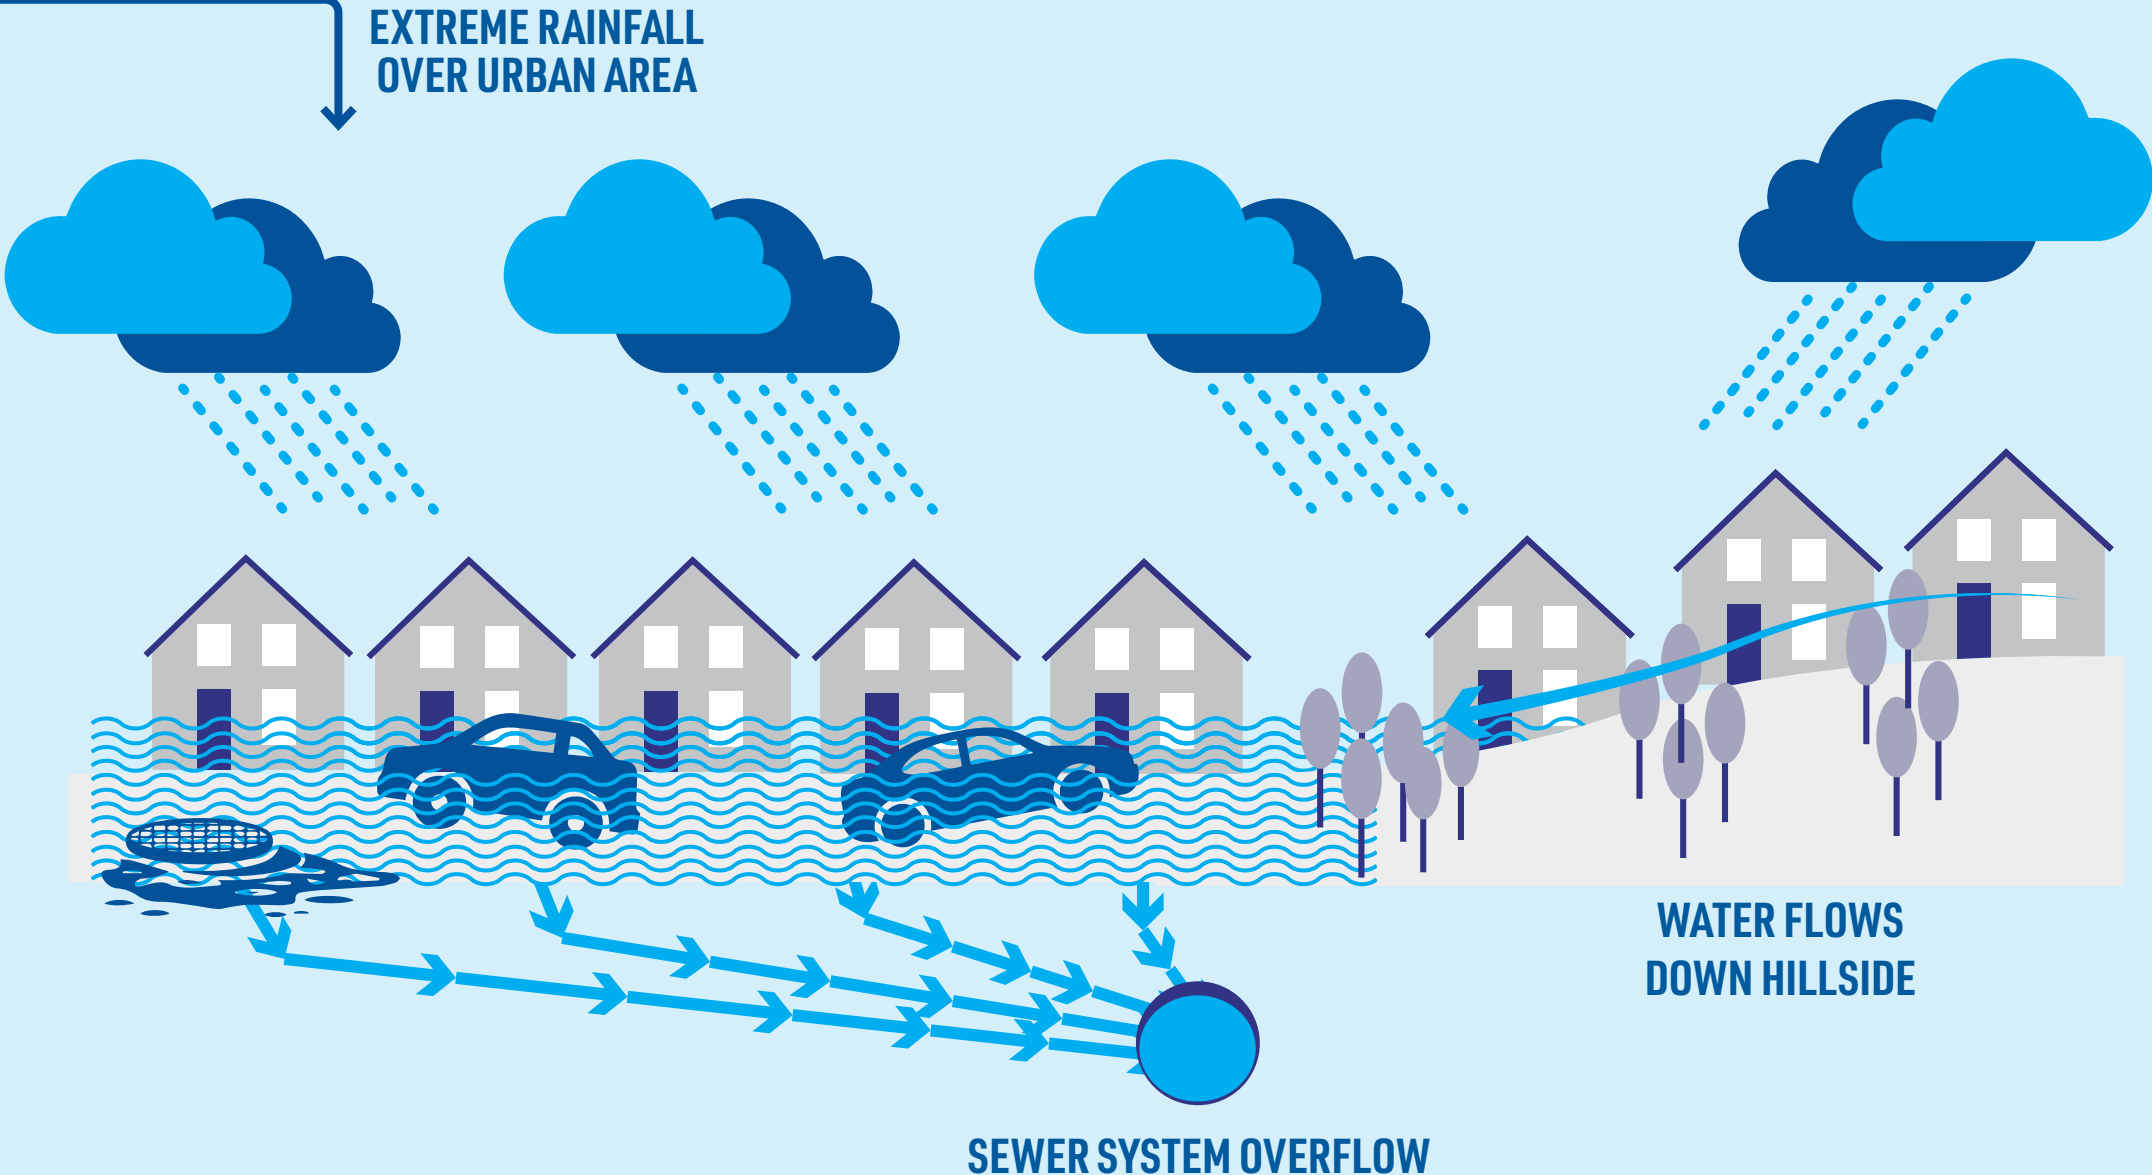 EXTREME RAINFALL
OVER URBAN AREA
WATER FLOWS
DOWN HILLSIDE
SEWER SYSTEM OVERFLOW